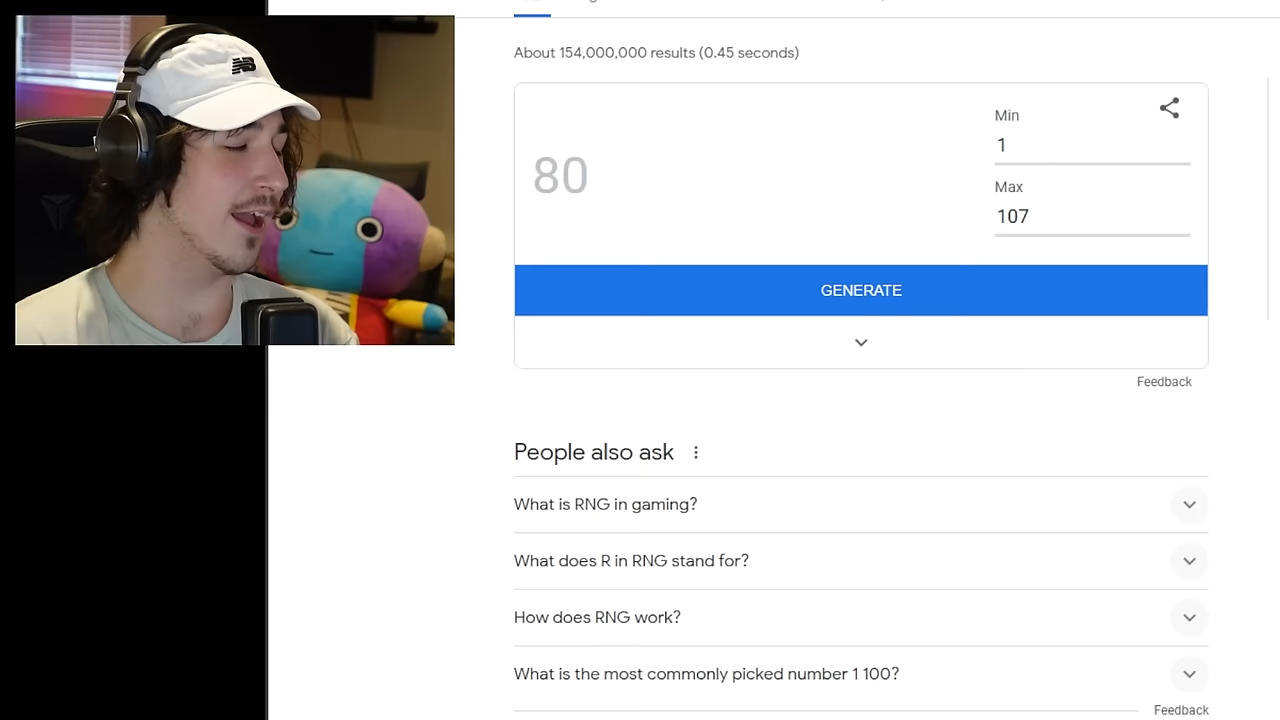 NB
About 154,000,000 results (0.45 seconds)
80
Min
1
Max
107
GENERATE
Feedback
People also ask
What is RNG in gaming?
What does R in RNG stand for?
How does RNG work?
What is the most commonly picked number 1 100?
Feedback